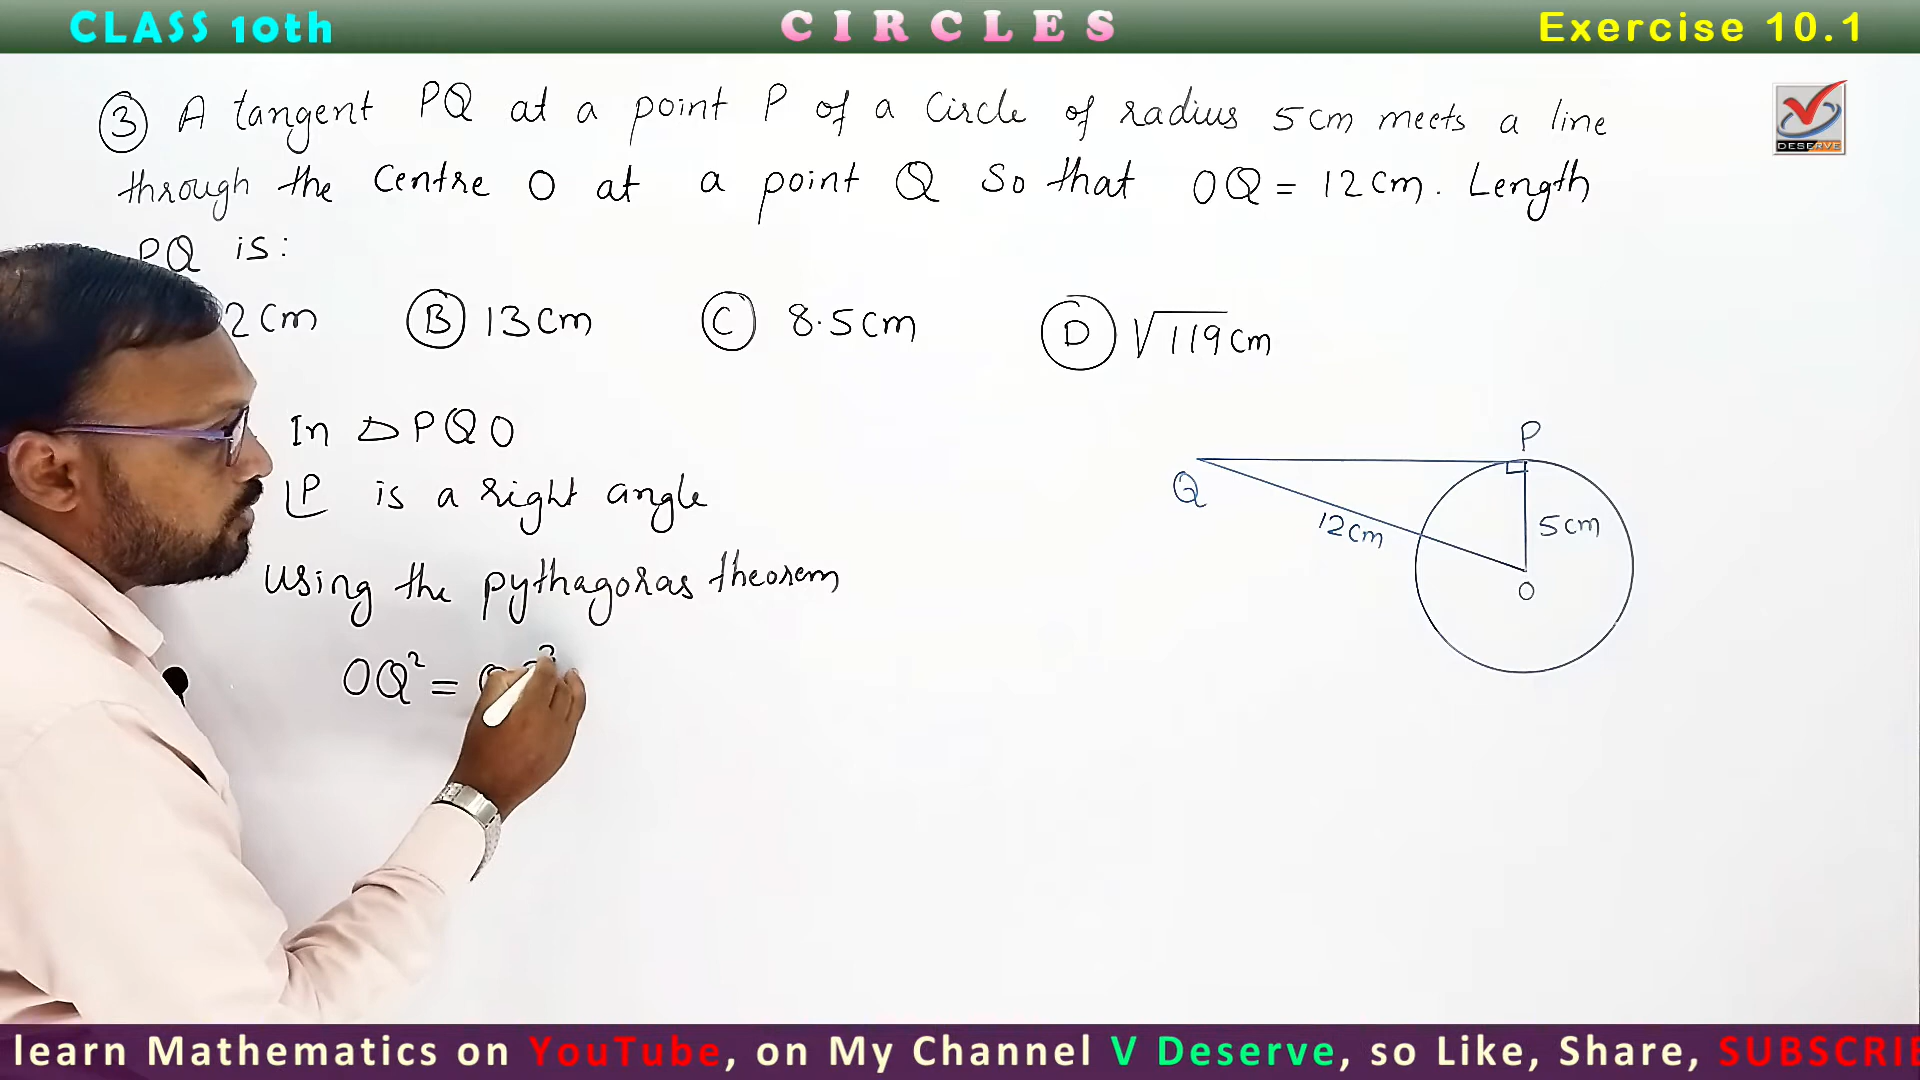 CLASS 10th
CIRCLES
Exercise 10.1
③ A tangent PQ at a point P of a Circle of radius 5cm meets a line
through the Centre O at a point Q So that OQ = 12cm. Length
PQ is:
2cm Ⓑ 13cm Ⓒ 8.5cm Ⓓ √119cm
DESERVE
In △PQO
∠P is a right angle
using the pythagoras theorem
OQ² =
P
Q
12cm
5cm
O
learn Mathematics on YouTube, on My Channel V Deserve, so Like, Share, SUBSCRIE